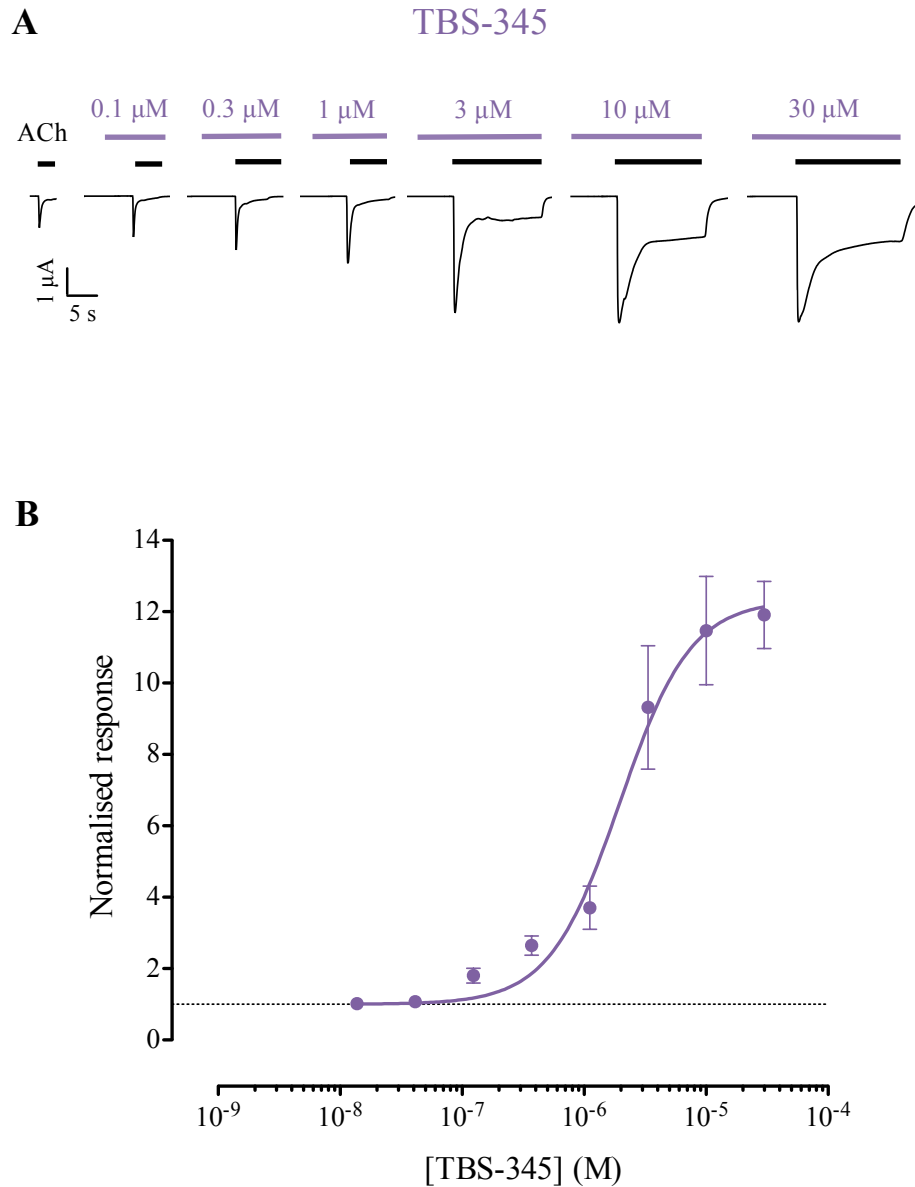 A
TBS-345
0.1 μM 0.3 μM 1 μM 3 μM 10 μM 30 μM
ACh
1 μA
5 s
B
14
12
10
8
6
4
2
0
Normalised response
10⁻⁹ 10⁻⁸ 10⁻⁷ 10⁻⁶ 10⁻⁵ 10⁻⁴
[TBS-345] (M)